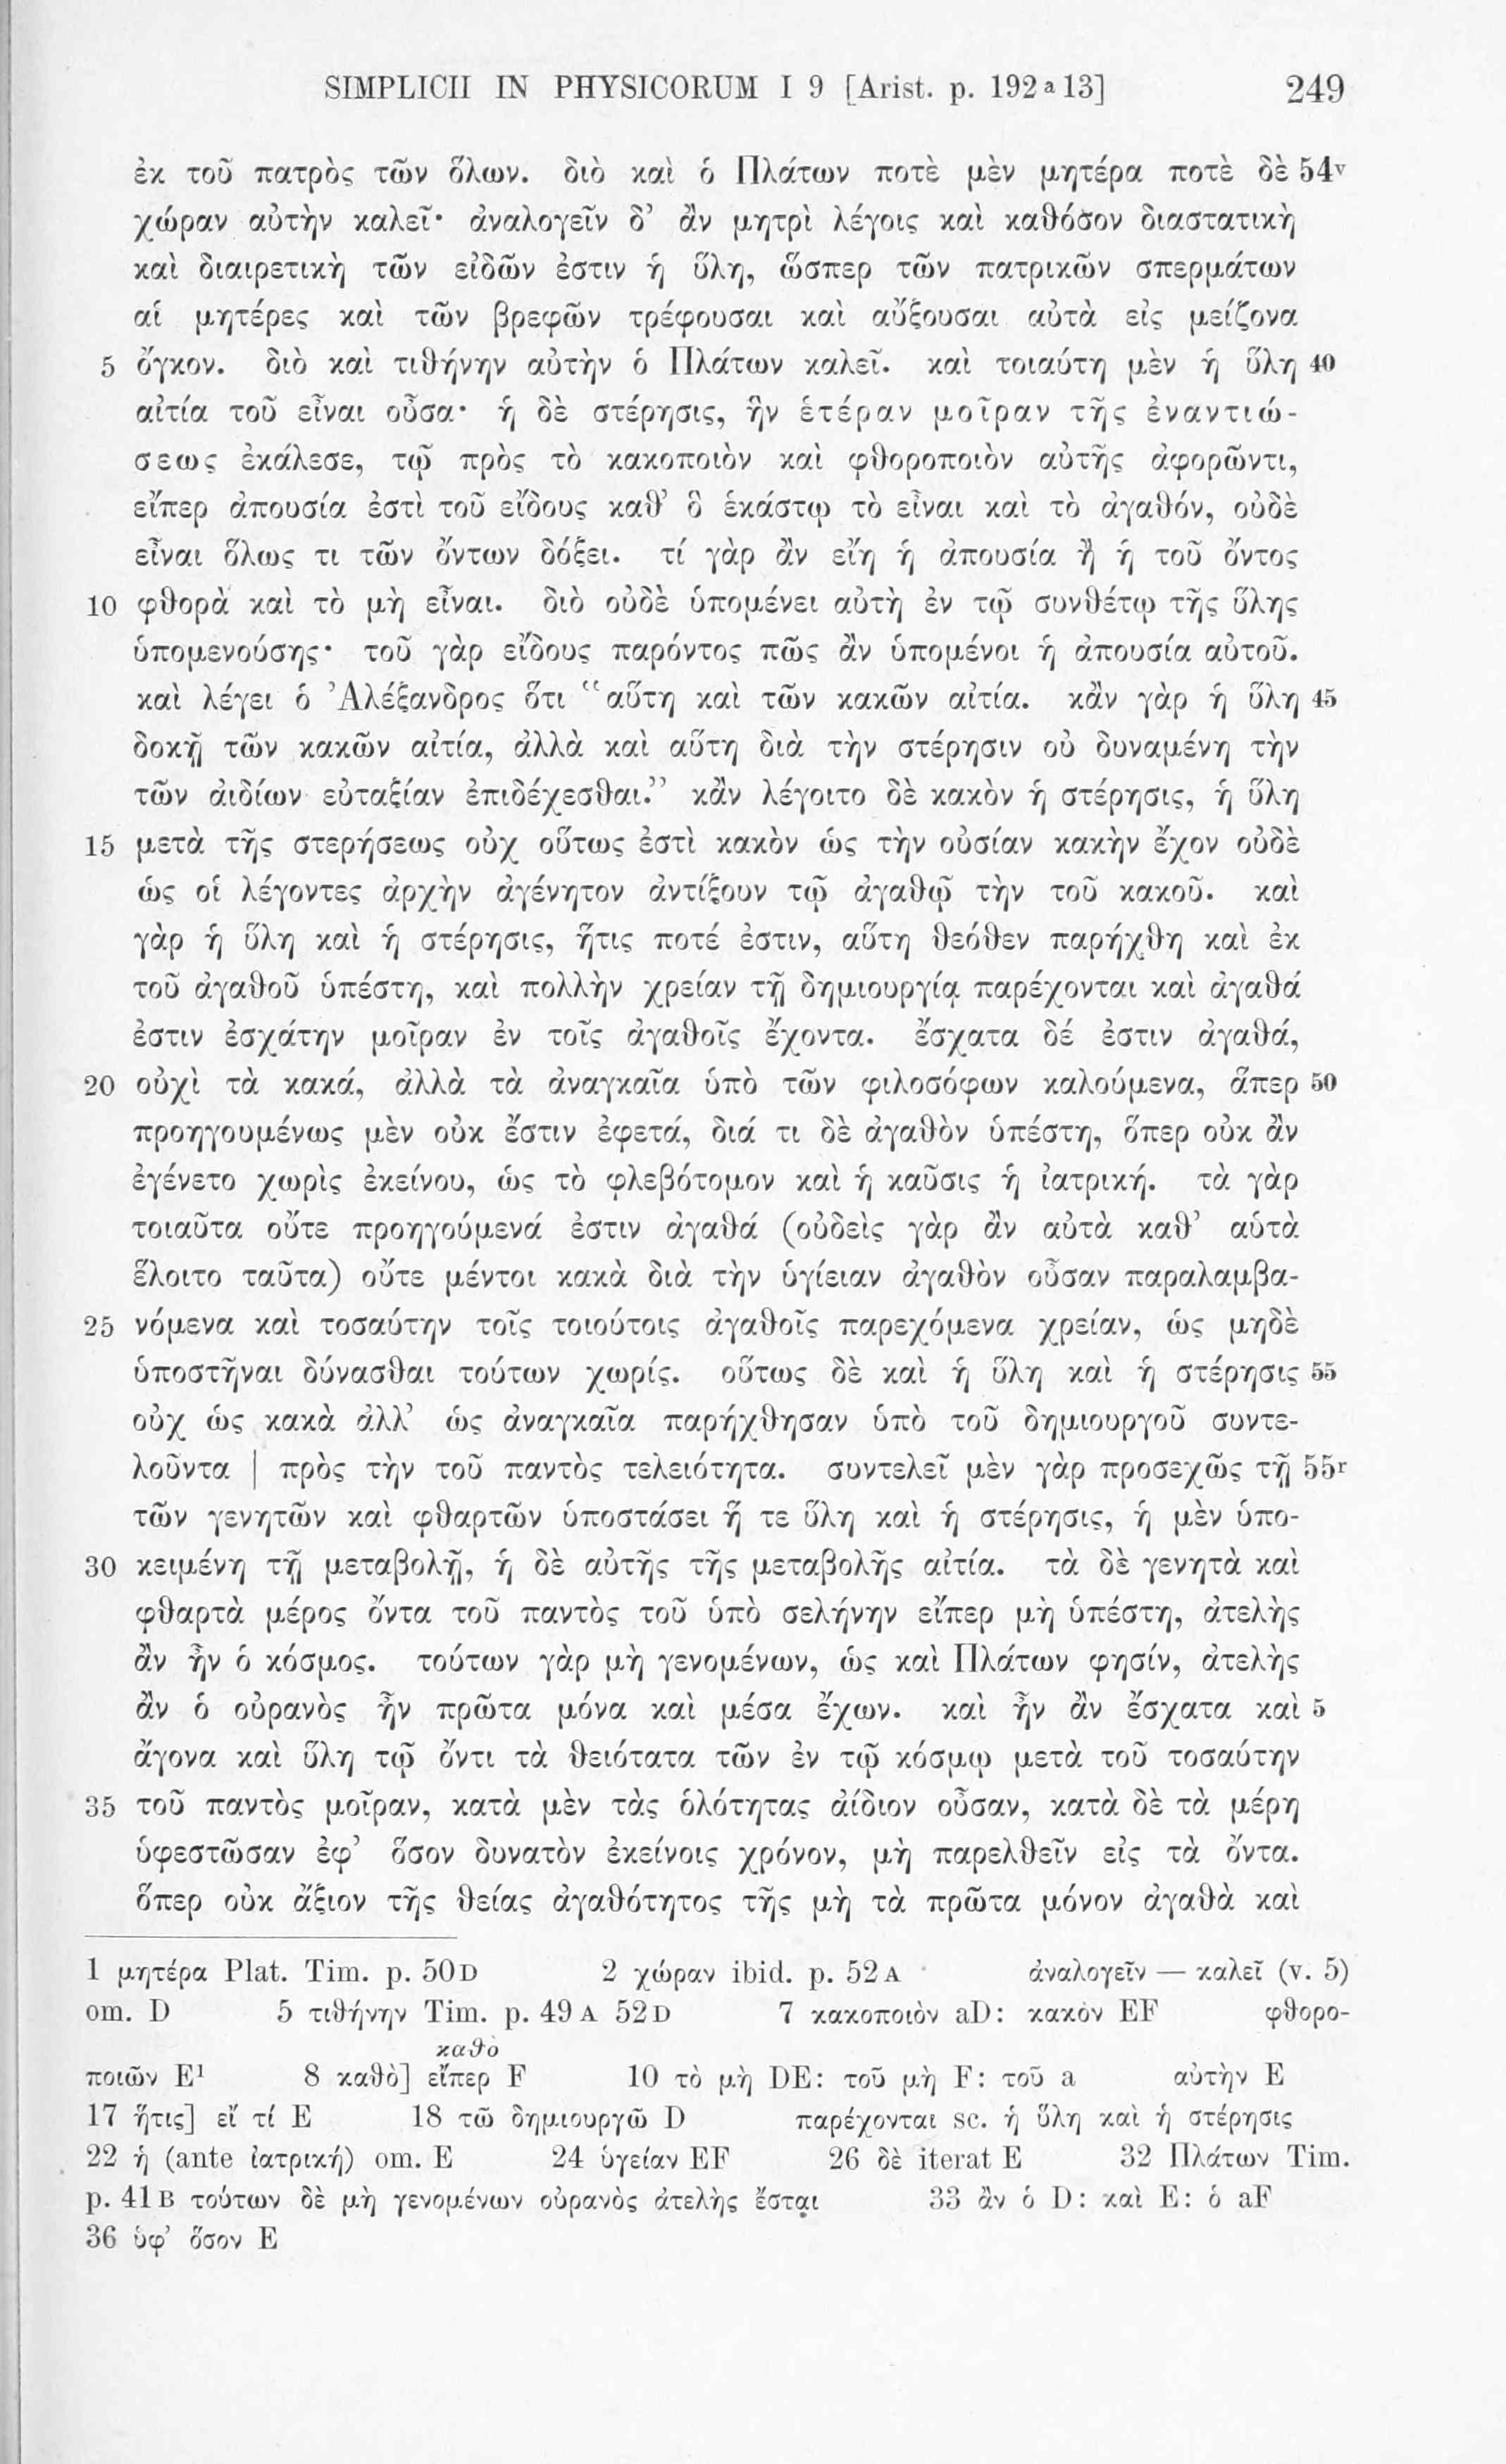 SIMPLICII IN PHYSICORUM I 9 [Arist. p. 192ª13] 249
ἐκ τοῦ πατρὸς τῶν ὅλων. διὸ καὶ ὁ Πλάτων ποτὲ μὲν μητέρα ποτὲ δὲ 54ᵛ
χώραν αὐτὴν καλεῖ· ἀναλογεῖν δ’ ἂν μητρὶ λέγοις καὶ καθόσον διαστατικὴ
καὶ διαιρετικὴ τῶν εἰδῶν ἐστιν ἡ ὕλη, ὥσπερ τῶν πατρικῶν σπερμάτων
αἱ μητέρες καὶ τῶν βρεφῶν τρέφουσαι καὶ αὔξουσαι αὐτὰ εἰς μείζονα
5 ὄγκον. διὸ καὶ τιθήνην αὐτὴν ὁ Πλάτων καλεῖ. καὶ τοιαύτη μὲν ἡ ὕλη 40
αἰτία τοῦ εἶναι οὖσα· ἡ δὲ στέρησις, ἣν ἑτέραν μοῖραν τῆς ἐναντιώ-
σεως ἐκάλεσε, τῷ πρὸς τὸ κακοποιὸν καὶ φθοροποιὸν αὐτῆς ἀφορῶντι,
εἴπερ ἀπουσία ἐστὶ τοῦ εἴδους καθ’ ὃ ἑκάστῳ τὸ εἶναι καὶ τὸ ἀγαθόν, οὐδὲ
εἶναι ὅλως τι τῶν ὄντων δόξει. τί γὰρ ἂν εἴη ἡ ἀπουσία ἢ ἡ τοῦ ὄντος
10 φθορὰ καὶ τὸ μὴ εἶναι. διὸ οὐδὲ ὑπομένει αὐτὴ ἐν τῷ συνθέτῳ τῆς ὕλης
ὑπομενούσης· τοῦ γὰρ εἴδους παρόντος πῶς ἂν ὑπομένοι ἡ ἀπουσία αὐτοῦ.
καὶ λέγει ὁ Ἀλέξανδρος ὅτι “αὕτη καὶ τῶν κακῶν αἰτία. κἂν γὰρ ἡ ὕλη 45
δοκῇ τῶν κακῶν αἰτία, ἀλλὰ καὶ αὕτη διὰ τὴν στέρησιν οὐ δυναμένη τὴν
τῶν ἀιδίων εὐταξίαν ἐπιδέχεσθαι.” κἂν λέγοιτο δὲ κακὸν ἡ στέρησις, ἡ ὕλη
15 μετὰ τῆς στερήσεως οὐχ οὕτως ἐστὶ κακὸν ὡς τὴν οὐσίαν κακὴν ἔχον οὐδὲ
ὡς οἱ λέγοντες ἀρχὴν ἀγένητον ἀντίξουν τῷ ἀγαθῷ τὴν τοῦ κακοῦ. καὶ
γὰρ ἡ ὕλη καὶ ἡ στέρησις, ἥτις ποτέ ἐστιν, αὕτη θεόθεν παρήχθη καὶ ἐκ
τοῦ ἀγαθοῦ ὑπέστη, καὶ πολλὴν χρείαν τῇ δημιουργίᾳ παρέχονται καὶ ἀγαθά
ἐστιν ἐσχάτην μοῖραν ἐν τοῖς ἀγαθοῖς ἔχοντα. ἔσχατα δέ ἐστιν ἀγαθά,
20 οὐχὶ τὰ κακά, ἀλλὰ τὰ ἀναγκαῖα ὑπὸ τῶν φιλοσόφων καλούμενα, ἅπερ 50
προηγουμένως μὲν οὐκ ἔστιν ἐφετά, διά τι δὲ ἀγαθὸν ὑπέστη, ὅπερ οὐκ ἂν
ἐγένετο χωρὶς ἐκείνου, ὡς τὸ φλεβότομον καὶ ἡ καῦσις ἡ ἰατρική. τὰ γὰρ
τοιαῦτα οὔτε προηγούμενά ἐστιν ἀγαθά (οὐδεὶς γὰρ ἂν αὐτὰ καθ’ αὑτὰ
ἕλοιτο ταῦτα) οὔτε μέντοι κακὰ διὰ τὴν ὑγίειαν ἀγαθὸν οὖσαν παραλαμβα-
25 νόμενα καὶ τοσαύτην τοῖς τοιούτοις ἀγαθοῖς παρεχόμενα χρείαν, ὡς μηδὲ
ὑποστῆναι δύνασθαι τούτων χωρίς. οὕτως δὲ καὶ ἡ ὕλη καὶ ἡ στέρησις 55
οὐχ ὡς κακὰ ἀλλ’ ὡς ἀναγκαῖα παρήχθησαν ὑπὸ τοῦ δημιουργοῦ συντε-
λοῦντα | πρὸς τὴν τοῦ παντὸς τελειότητα. συντελεῖ μὲν γὰρ προσεχῶς τῇ 55ʳ
τῶν γενητῶν καὶ φθαρτῶν ὑποστάσει ἥ τε ὕλη καὶ ἡ στέρησις, ἡ μὲν ὑπο-
30 κειμένη τῇ μεταβολῇ, ἡ δὲ αὐτῆς τῆς μεταβολῆς αἰτία. τὰ δὲ γενητὰ καὶ
φθαρτὰ μέρος ὄντα τοῦ παντὸς τοῦ ὑπὸ σελήνην εἴπερ μὴ ὑπέστη, ἀτελὴς
ἂν ἦν ὁ κόσμος. τούτων γὰρ μὴ γενομένων, ὡς καὶ Πλάτων φησίν, ἀτελὴς
ἂν ὁ οὐρανὸς ἦν πρῶτα μόνα καὶ μέσα ἔχων. καὶ ἦν ἂν ἔσχατα καὶ 5
ἄγονα καὶ ὕλη τῷ ὄντι τὰ θειότατα τῶν ἐν τῷ κόσμῳ μετὰ τοῦ τοσαύτην
35 τοῦ παντὸς μοῖραν, κατὰ μὲν τὰς ὁλότητας ἀίδιον οὖσαν, κατὰ δὲ τὰ μέρη
ὑφεστῶσαν ἐφ’ ὅσον δυνατὸν ἐκείνοις χρόνον, μὴ παρελθεῖν εἰς τὰ ὄντα.
ὅπερ οὐκ ἄξιον τῆς θείας ἀγαθότητος τῆς μὴ τὰ πρῶτα μόνον ἀγαθὰ καὶ
1 μητέρα Plat. Tim. p. 50D 2 χώραν ibid. p. 52A ἀναλογεῖν — καλεῖ (v. 5)
om. D 5 τιθήνην Tim. p. 49A 52D 7 κακοποιὸν aD: κακὸν EF φθορο-
καθὸ
ποιῶν E¹ 8 καθὸ] εἴπερ F 10 τὸ μὴ DE: τοῦ μὴ F: τοῦ a αὐτὴν E
17 ἥτις] εἴ τί E 18 τῶ δημιουργῶ D παρέχονται sc. ἡ ὕλη καὶ ἡ στέρησις
22 ἡ (ante ἰατρική) om. E 24 ὑγείαν EF 26 δὲ iterat E 32 Πλάτων Tim.
p. 41B τούτων δὲ μὴ γενομένων οὐρανὸς ἀτελὴς ἔσται 33 ἂν ὁ D: καὶ E: ὁ aF
36 ὑφ’ ὅσον E